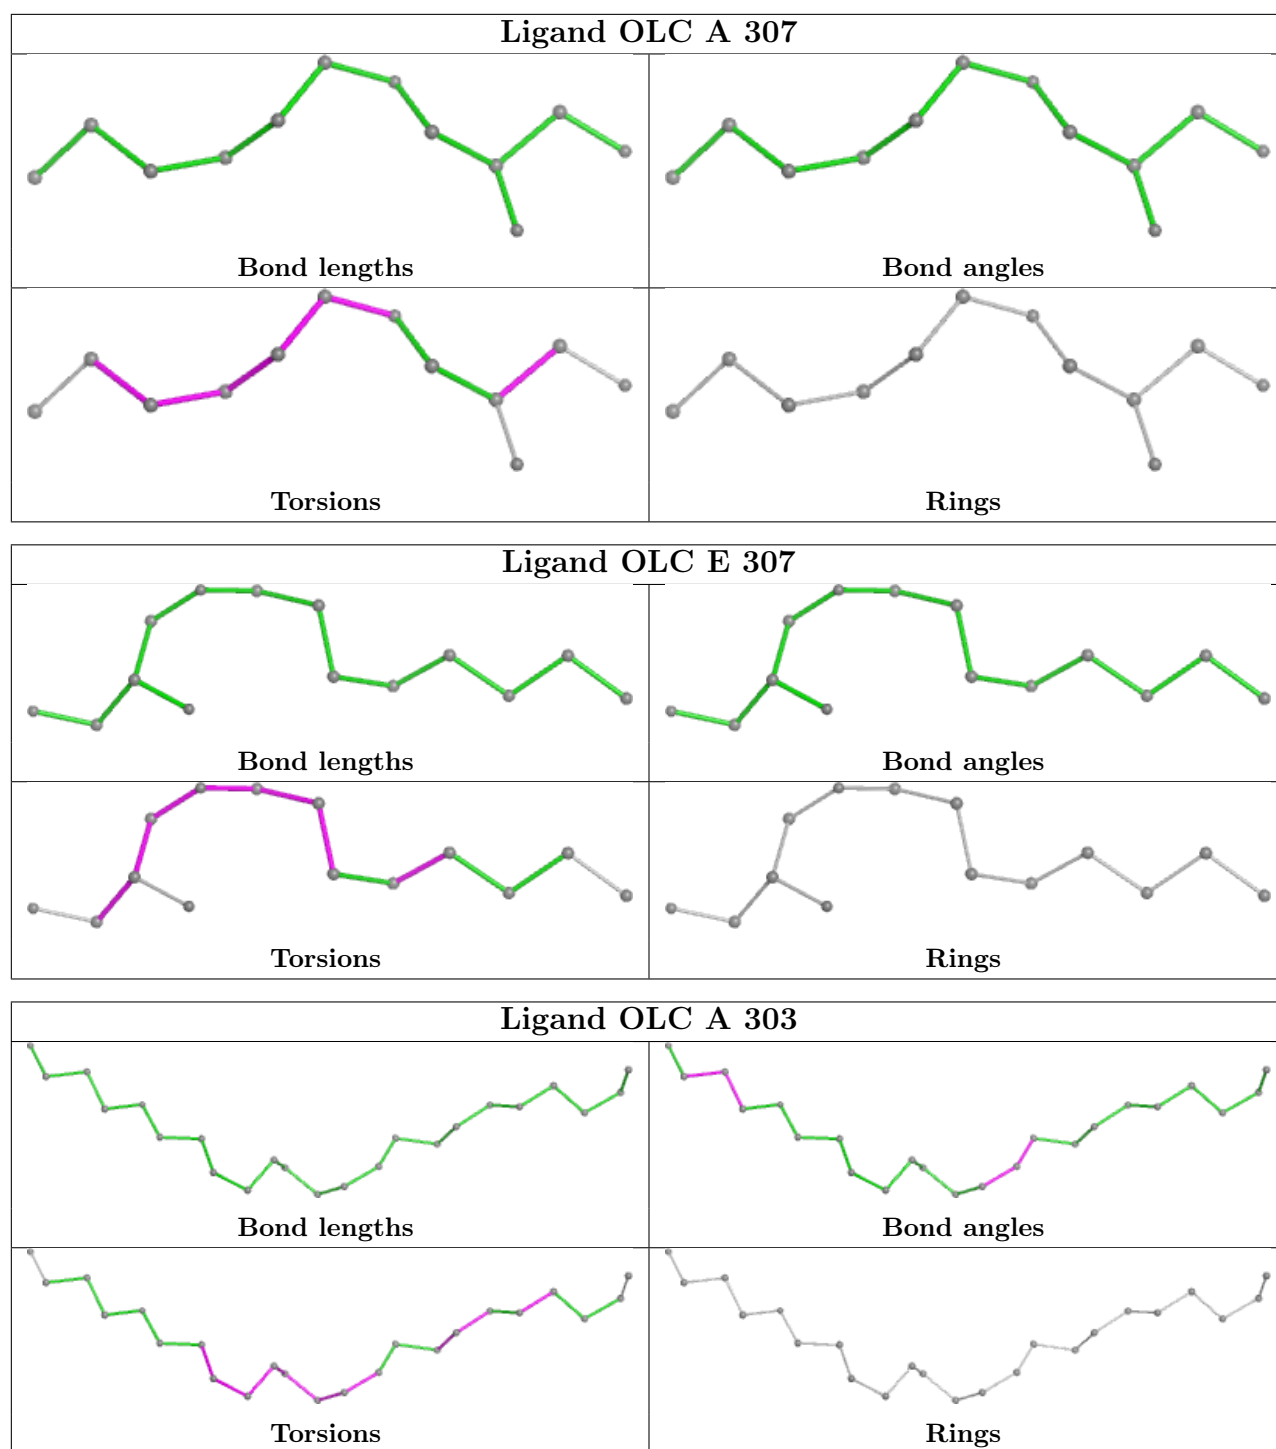 Ligand OLC A 307
Bond lengths
Bond angles
Torsions
Rings
Ligand OLC E 307
Bond lengths
Bond angles
Torsions
Rings
Ligand OLC A 303
Bond lengths
Bond angles
Torsions
Rings